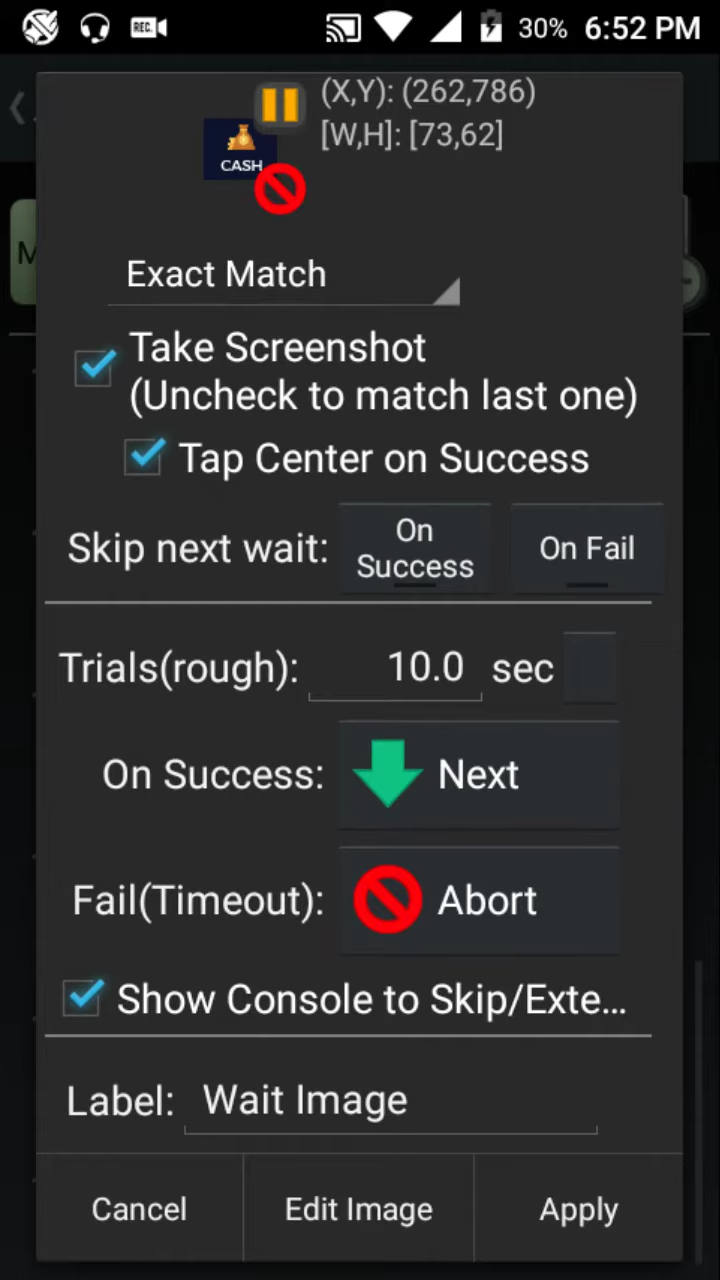 REC.
30% 6:52 PM
(X,Y): (262,786)
[W,H]: [73,62]
CASH
M
Exact Match
Take Screenshot
(Uncheck to match last one)
Tap Center on Success
Skip next wait:
On
Success
On Fail
Trials(rough): 10.0 sec
On Success: Next
Fail(Timeout): Abort
Show Console to Skip/Exte...
Label: Wait Image
Cancel Edit Image Apply